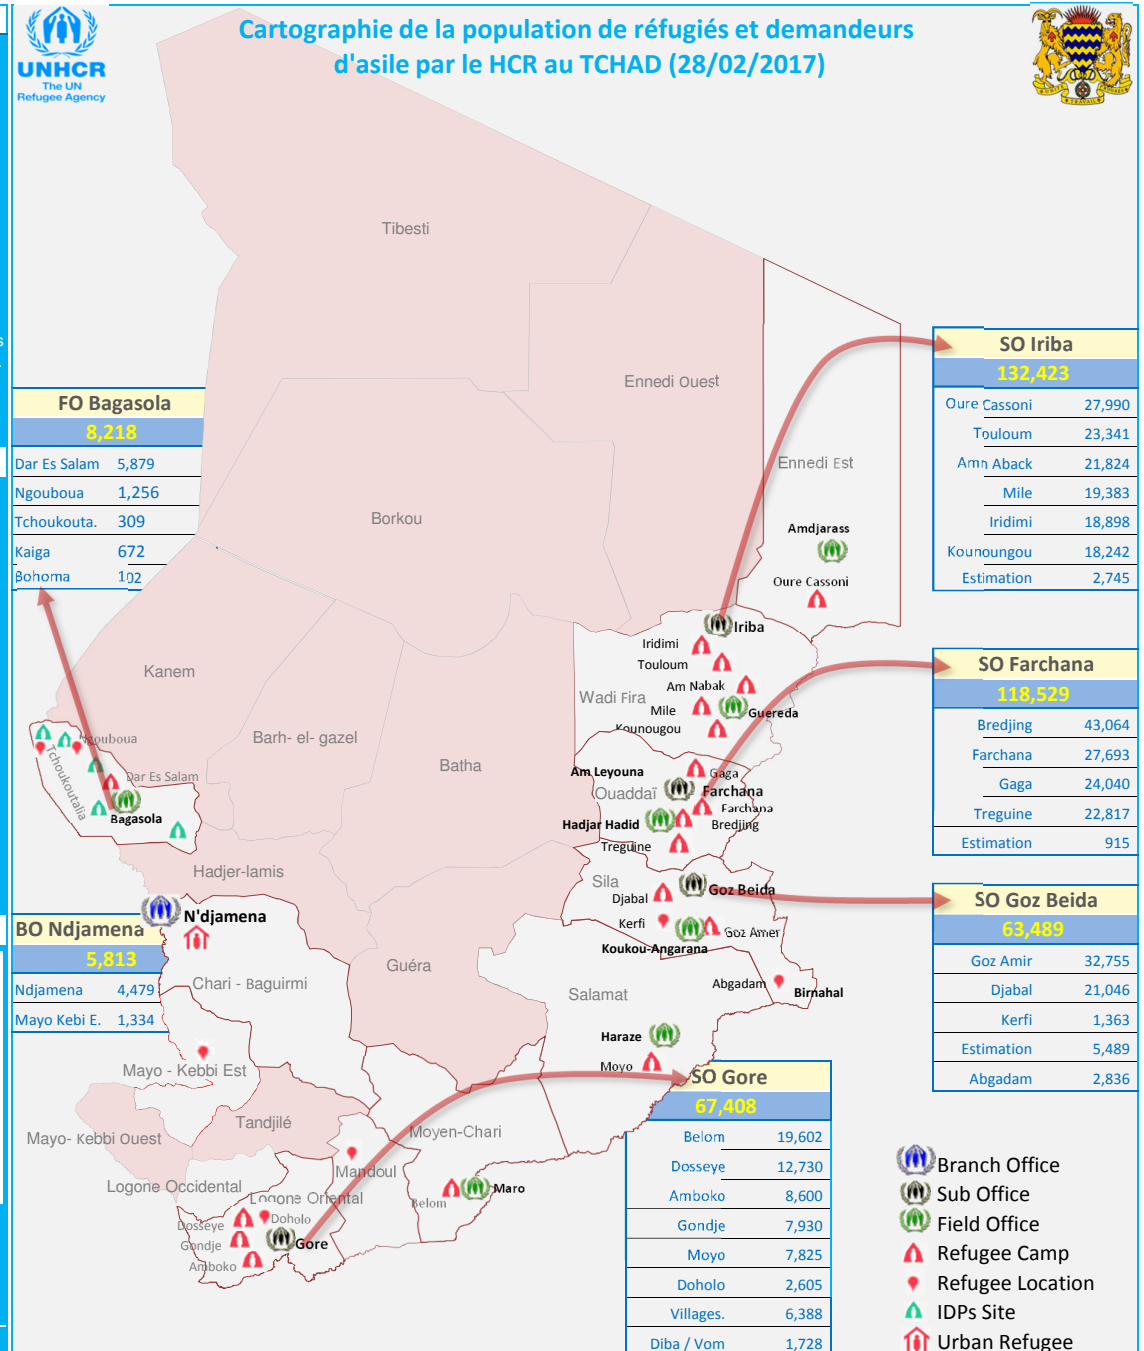 UNHCR
The UN
Refugee Agency
Cartographie de la population de réfugiés et demandeurs
d'asile par le HCR au TCHAD (28/02/2017)
Tibesti
Ennedi Ouest
Ennedi Est
Borkou
Amdjarass
Oure Cassoni
SO Iriba
132,423
Oure Cassoni 27,990
Touloum 23,341
Amn Aback 21,824
Mile 19,383
Iridimi 18,898
Kounoungou 18,242
Estimation 2,745
FO Bagasola
8,218
Dar Es Salam 5,879
Ngouboua 1,256
Tchoukouta. 309
Kaiga 672
Bohoma 102
Iriba
Iridimi
Touloum
Am Nabak
Wadi Fira
Mile
Guereda
Kounougou
Kanem
Barh- el- gazel
Batha
SO Farchana
118,529
Bredjing 43,064
Farchana 27,693
Gaga 24,040
Treguine 22,817
Estimation 915
Ngouboua
Tchoukoutalia
Dar Es Salam
Bagasola
Am Leyouna
Gaga
Ouaddaï
Farchana
Farchana
Hadjar Hadid
Bredjing
Treguine
Hadjer-lamis
Sila
Goz Beida
Djabal
Kerfi
Goz Amer
Koukou-Angarana
SO Goz Beida
63,489
Goz Amir 32,755
Djabal 21,046
Kerfi 1,363
Estimation 5,489
Abgadam 2,836
N'djamena
BO Ndjamena
5,813
Ndjamena 4,479
Mayo Kebi E. 1,334
Chari - Baguirmi
Guéra
Salamat
Abgadam
Birnahal
Haraze
Moyo
Mayo - Kebbi Est
Mayo- Kebbi Ouest
Tandjilé
Moyen-Chari
Mandoul
Logone Occidental
Logone Oriental
Belom
Maro
Dosseye
Doholo
Gondje
Gore
Amboko
SO Gore
67,408
Belom 19,602
Dosseye 12,730
Amboko 8,600
Gondje 7,930
Moyo 7,825
Doholo 2,605
Villages. 6,388
Diba / Vom 1,728
Branch Office
Sub Office
Field Office
Refugee Camp
Refugee Location
IDPs Site
Urban Refugee